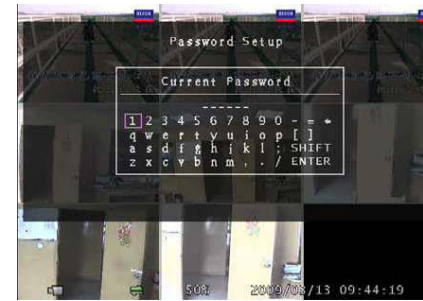 Password Setup
Current Password
------
1 2 3 4 5 6 7 8 9 0 - = ←
q w e r t y u i o p [ ]
a s d f g h j k l ; SHIFT
z x c v b n m , . / ENTER
50% 2009/08/13 09:44:19